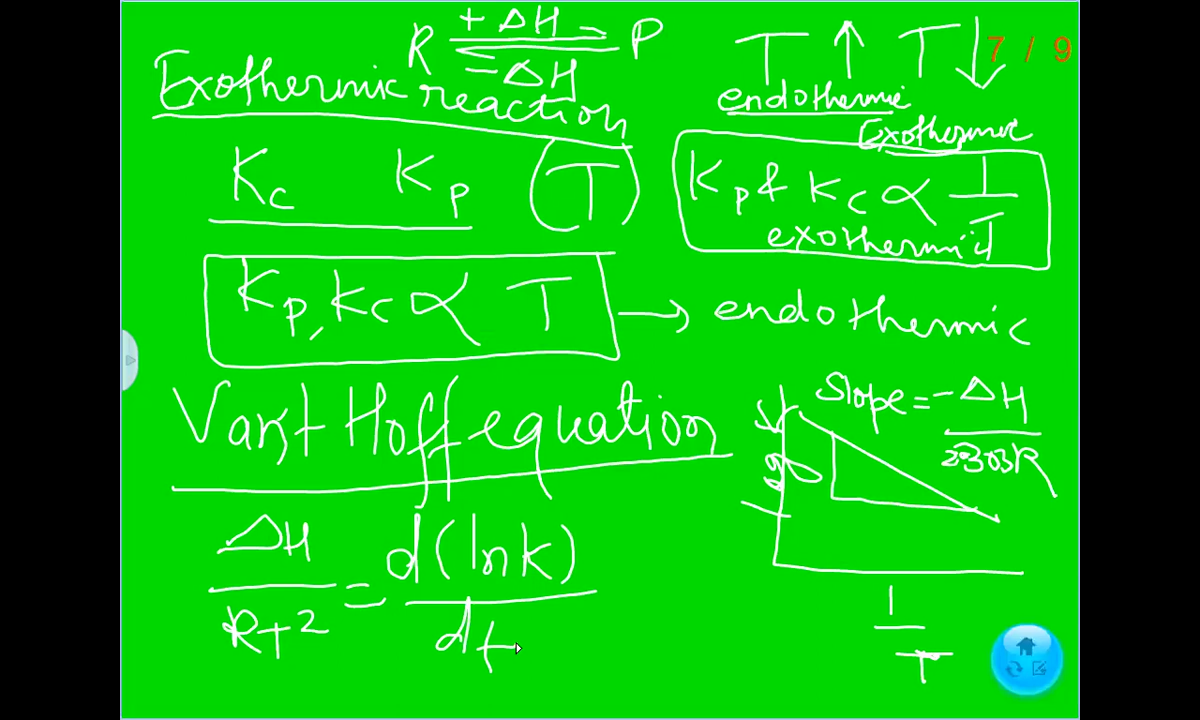 R +ΔH P
-ΔH
T ↑ T ↓
7 / 9
endothermic
Exothermic
Exothermic reaction
Kc Kp (T)
Kp & Kc ∝ 1/T
exothermic
Kp, Kc ∝ T → endothermic
Vant Hoff equation
Slope = -ΔH/2.303R
log K
1/T
ΔH/RT² = d(lnk)/dt